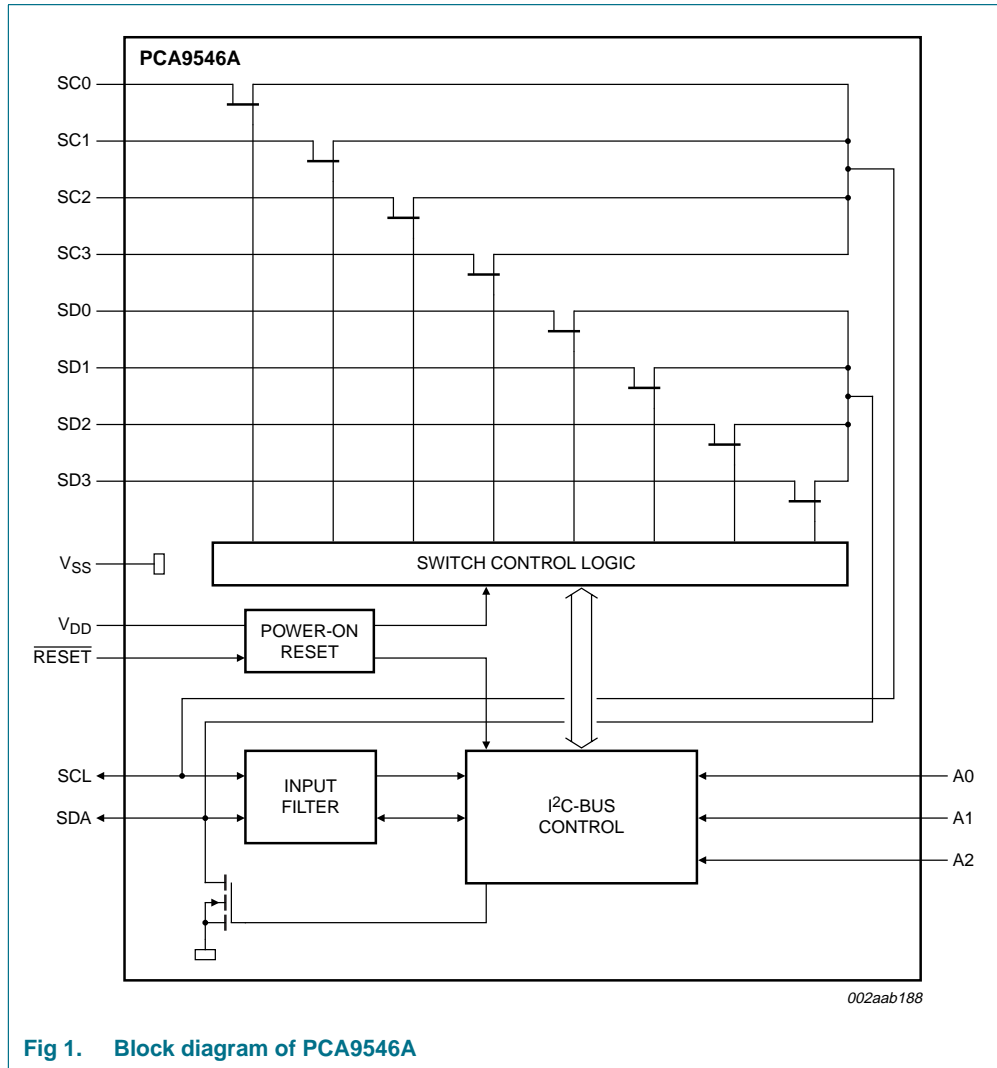 PCA9546A
SC0
SC1
SC2
SC3
SD0
SD1
SD2
SD3
VSS
SWITCH CONTROL LOGIC
VDD
RESET
POWER-ON
RESET
SCL
SDA
INPUT
FILTER
I²C-BUS
CONTROL
A0
A1
A2
002aab188
Fig 1. Block diagram of PCA9546A